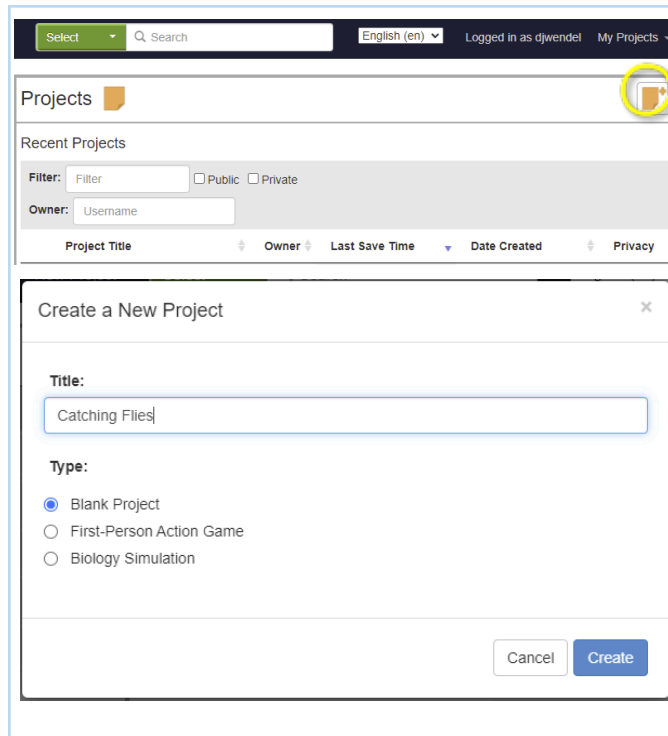 Select Search English (en) Logged in as djwendel My Projects
Projects
Recent Projects
Filter: Filter Public Private
Owner: Username
Project Title Owner Last Save Time Date Created Privacy
Create a New Project ×
Title:
Catching Flies
Type:
Blank Project
First-Person Action Game
Biology Simulation
Cancel Create